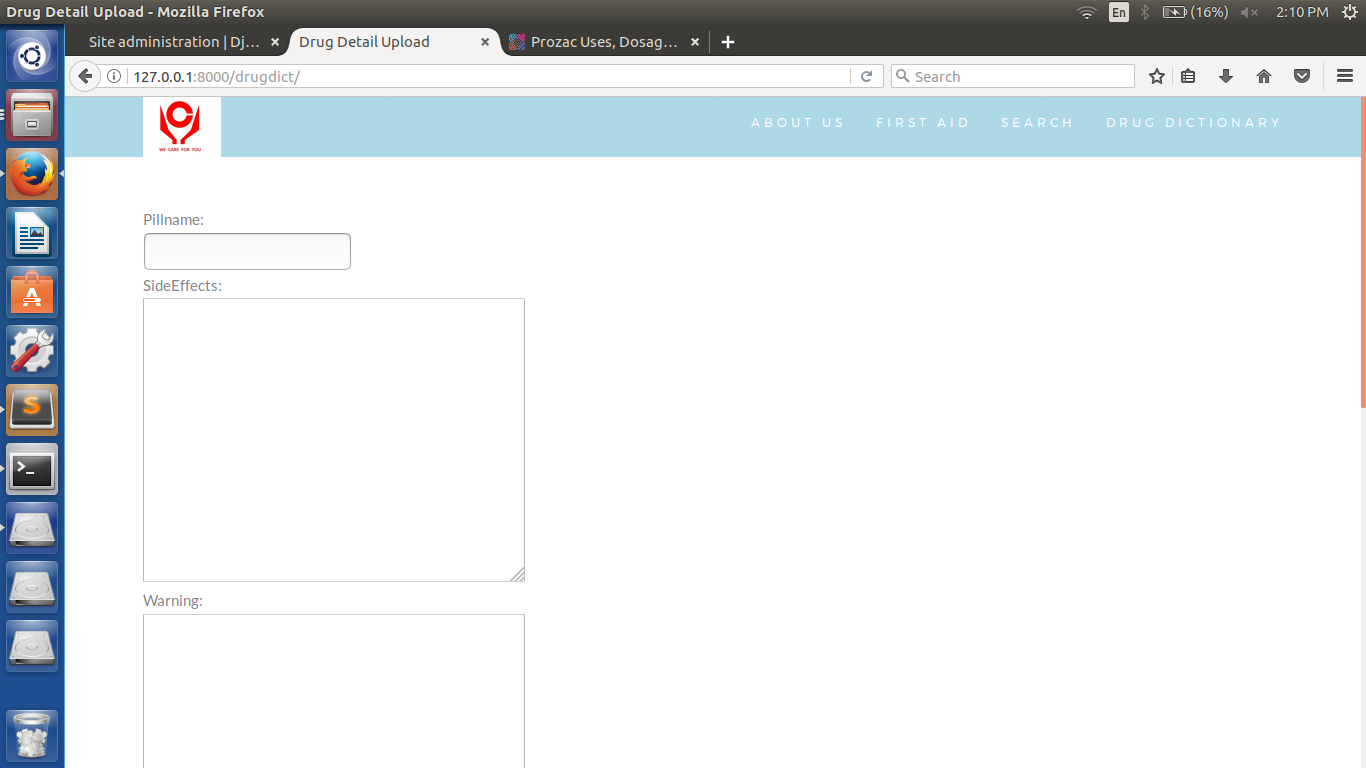 Drug Detail Upload - Mozilla Firefox
En
(16%)
2:10 PM
Site administration | Dj...
Drug Detail Upload
Prozac Uses, Dosag...
127.0.0.1:8000/drugdict/
Search
WE CARE FOR YOU
ABOUT US
FIRST AID
SEARCH
DRUG DICTIONARY
Pillname:
SideEffects:
Warning: